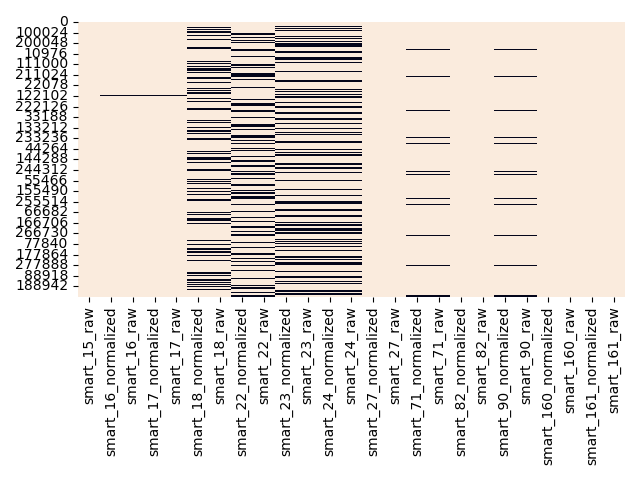 0
100024
200048
10976
111000
211024
22078
122102
222126
33188
133212
233236
44264
144288
244312
55466
155490
255514
66682
166706
266730
77840
177864
277888
88918
188942
smart_15_raw
smart_16_normalized
smart_16_raw
smart_17_normalized
smart_17_raw
smart_18_normalized
smart_18_raw
smart_22_normalized
smart_22_raw
smart_23_normalized
smart_23_raw
smart_24_normalized
smart_24_raw
smart_27_normalized
smart_27_raw
smart_71_normalized
smart_71_raw
smart_82_normalized
smart_82_raw
smart_90_normalized
smart_90_raw
smart_160_normalized
smart_160_raw
smart_161_normalized
smart_161_raw